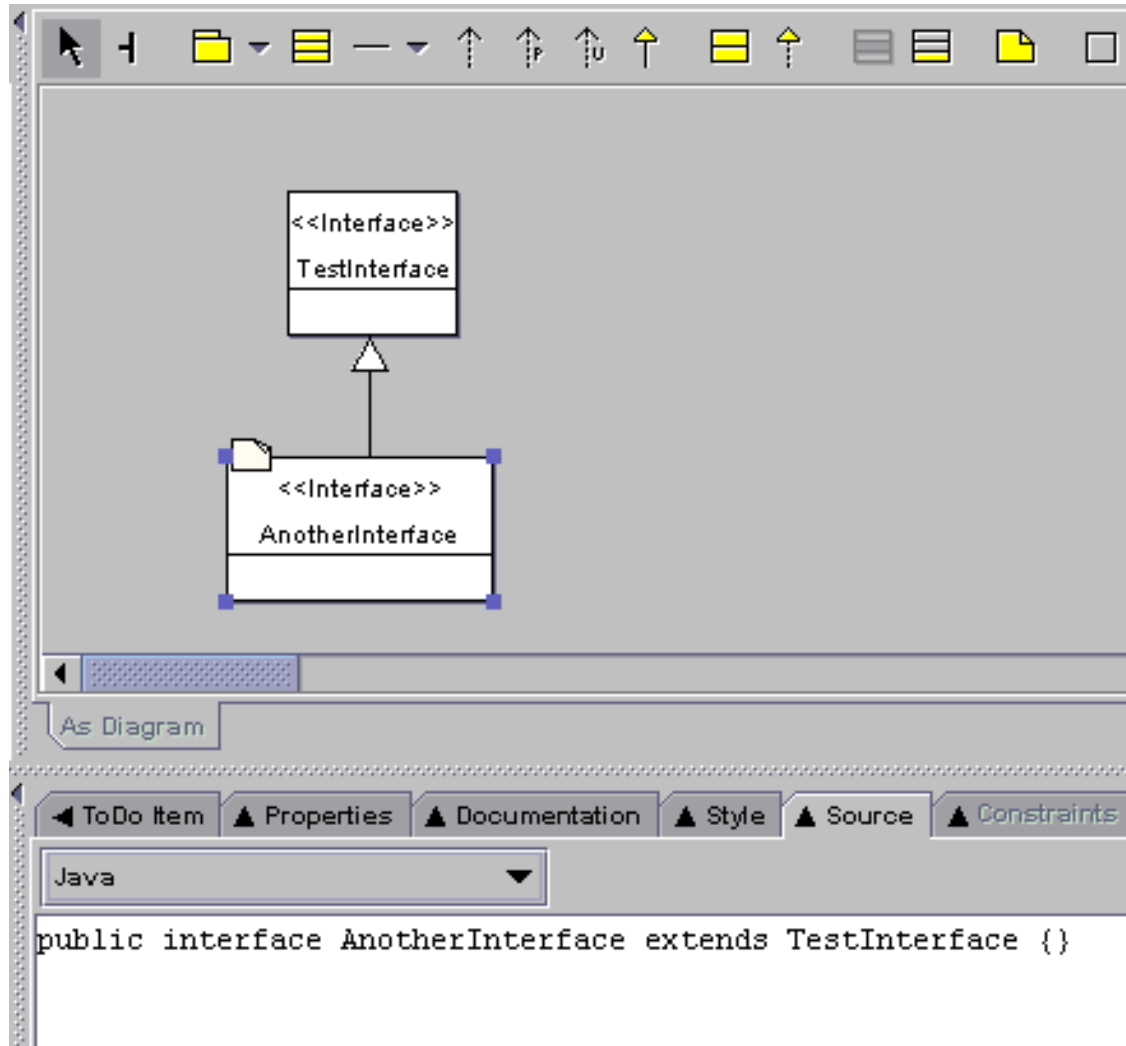 P U
<<Interface>>
TestInterface
<<Interface>>
AnotherInterface
As Diagram
ToDo Item Properties Documentation Style Source Constraints
Java
public interface AnotherInterface extends TestInterface {}